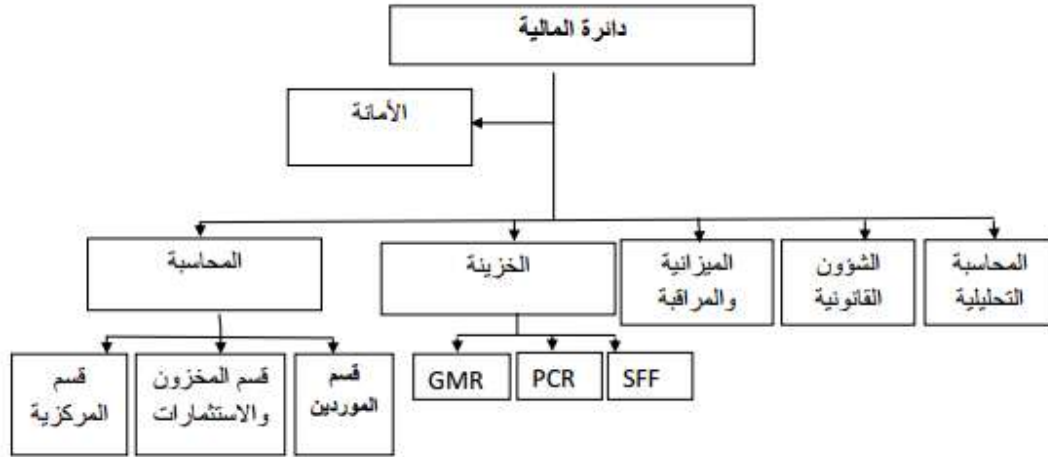 دائرة المالية
الأمانة
المحاسبة
التحليلية
الشؤون
القانونية
الميزانية
والمراقبة
الخزينة
المحاسبة
SFF
PCR
GMR
قسم
الموردين
قسم المخزون
والاستثمارات
قسم
المركزية